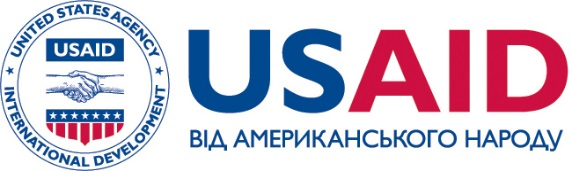 UNITED STATES AGENCY
USAID
INTERNATIONAL DEVELOPMENT
USAID
ВІД АМЕРИКАНСЬКОГО НАРОДУ